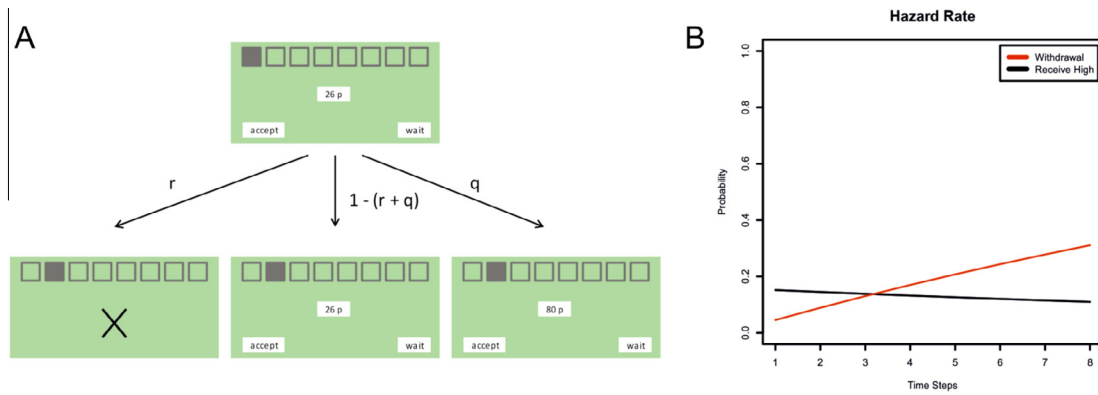 A
26 p
accept wait
r
1 - (r + q)
q
26 p
accept wait
80 p
accept wait
B
Hazard Rate
Withdrawal
Receive High
Probability
1.0
0.8
0.6
0.4
0.2
0.0
1 2 3 4 5 6 7 8
Time Steps